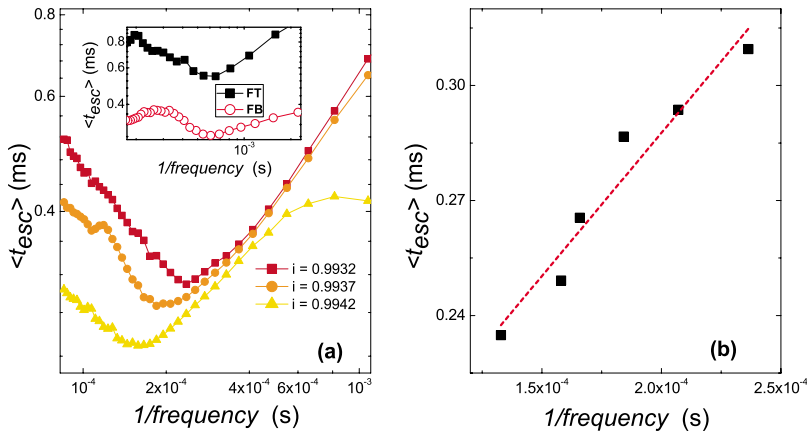 0.8
0.6
0.4
<t_esc> (ms)
0.8
0.4
<t_esc> (ms)
FT
FB
10^-3
1/frequency (s)
i = 0.9932
i = 0.9937
i = 0.9942
(a)
10^-4
2x10^-4
4x10^-4
6x10^-4
10^-3
1/frequency (s)
0.30
0.27
0.24
<t_esc> (ms)
(b)
1.5x10^-4
2.0x10^-4
2.5x10^-4
1/frequency (s)